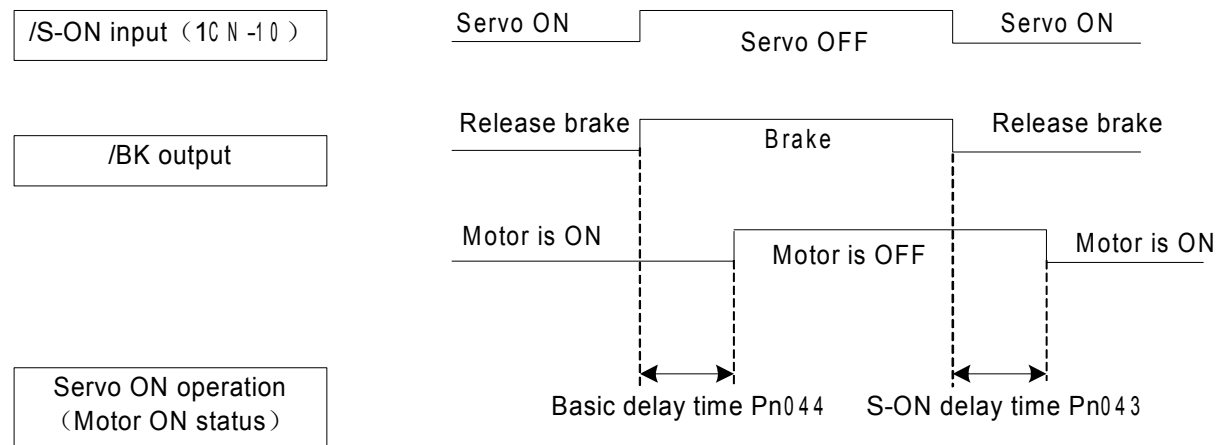 /S-ON input（1CN-10）
Servo ON
Servo OFF
Servo ON
/BK output
Release brake
Brake
Release brake
Motor is ON
Motor is OFF
Motor is ON
Servo ON operation
（Motor ON status）
Basic delay time Pn044
S-ON delay time Pn043